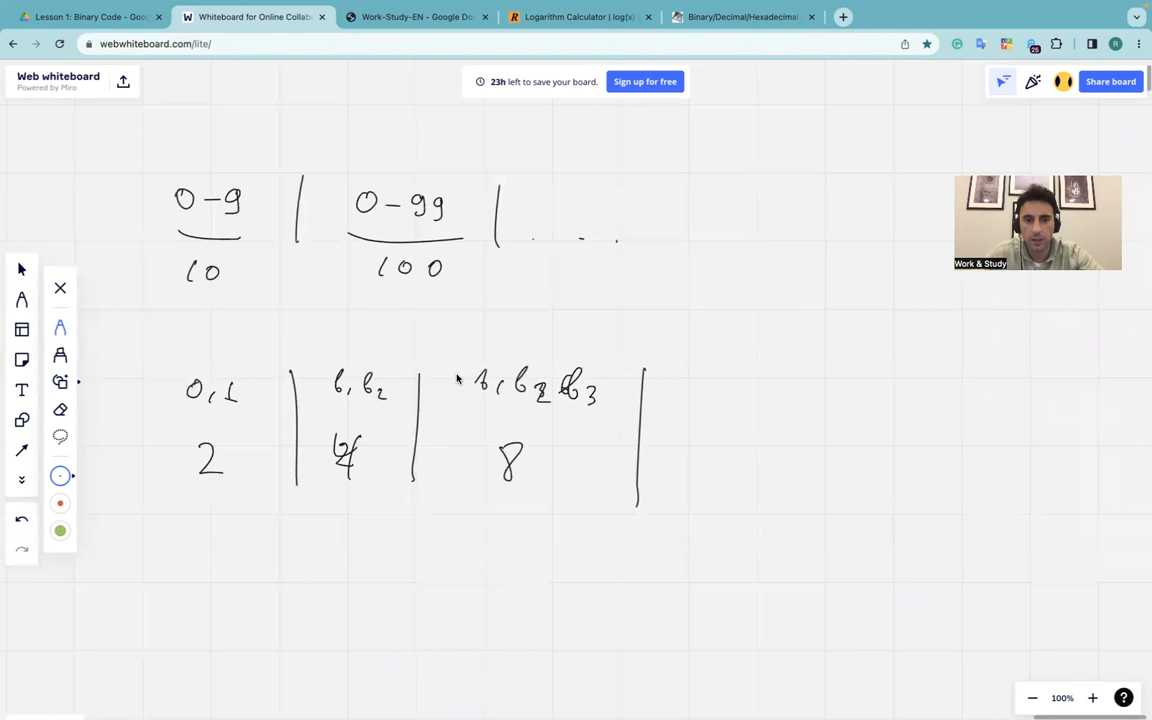 Lesson 1: Binary Code - Goo
Whiteboard for Online Collab
Work-Study-EN - Google Do
Logarithm Calculator | log(x)
Binary/Decimal/Hexadecimal
webwhiteboard.com/lite/
25
R
Web whiteboard
Powered by Miro
23h left to save your board.
Sign up for free
Share board
0-9 | 0-99 | . . .
10 100
Work & Study
0,1 | b1 b2 | b1 b2 b3 |
2 4 8
T
100%
?